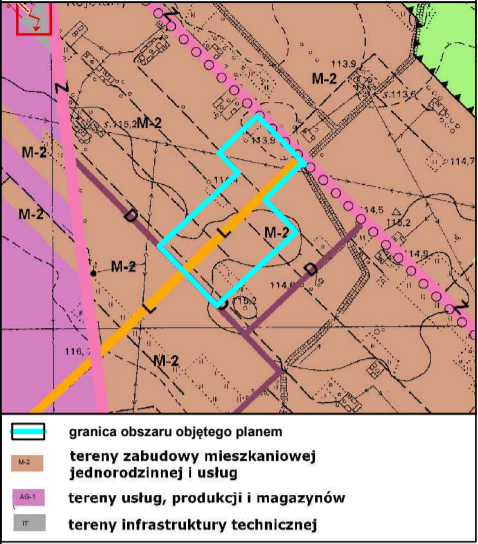 Z
113,9
M-2
113,6
Z
115,2
M-2
113,9
114,7
M-2
M-2
D
L
M-2
14,5
115,2
M-2
D
114,9
Z
L
116,
M-2
granica obszaru objętego planem
M-2
tereny zabudowy mieszkaniowej
jednorodzinnej i usług
AG-1
tereny usług, produkcji i magazynów
IT
tereny infrastruktury technicznej